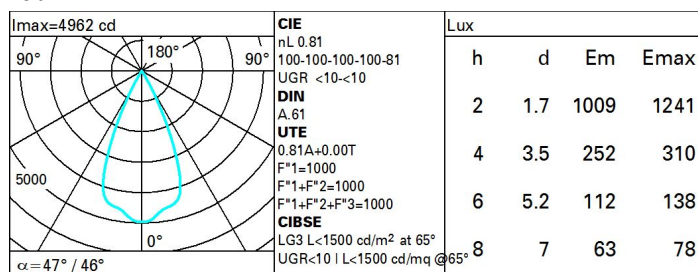 Imax=4962 cd
90°
180°
90°
5000
0°
α=47° / 46°
CIE
nL 0.81
100-100-100-100-81
UGR <10-<10
DIN
A.61
UTE
0.81A+0.00T
F"1=1000
F"1+F"2=1000
F"1+F"2+F"3=1000
CIBSE
LG3 L<1500 cd/m² at 65°
UGR<10 | L<1500 cd/mq @65°
Lux
h d Em Emax
2 1.7 1009 1241
4 3.5 252 310
6 5.2 112 138
8 7 63 78